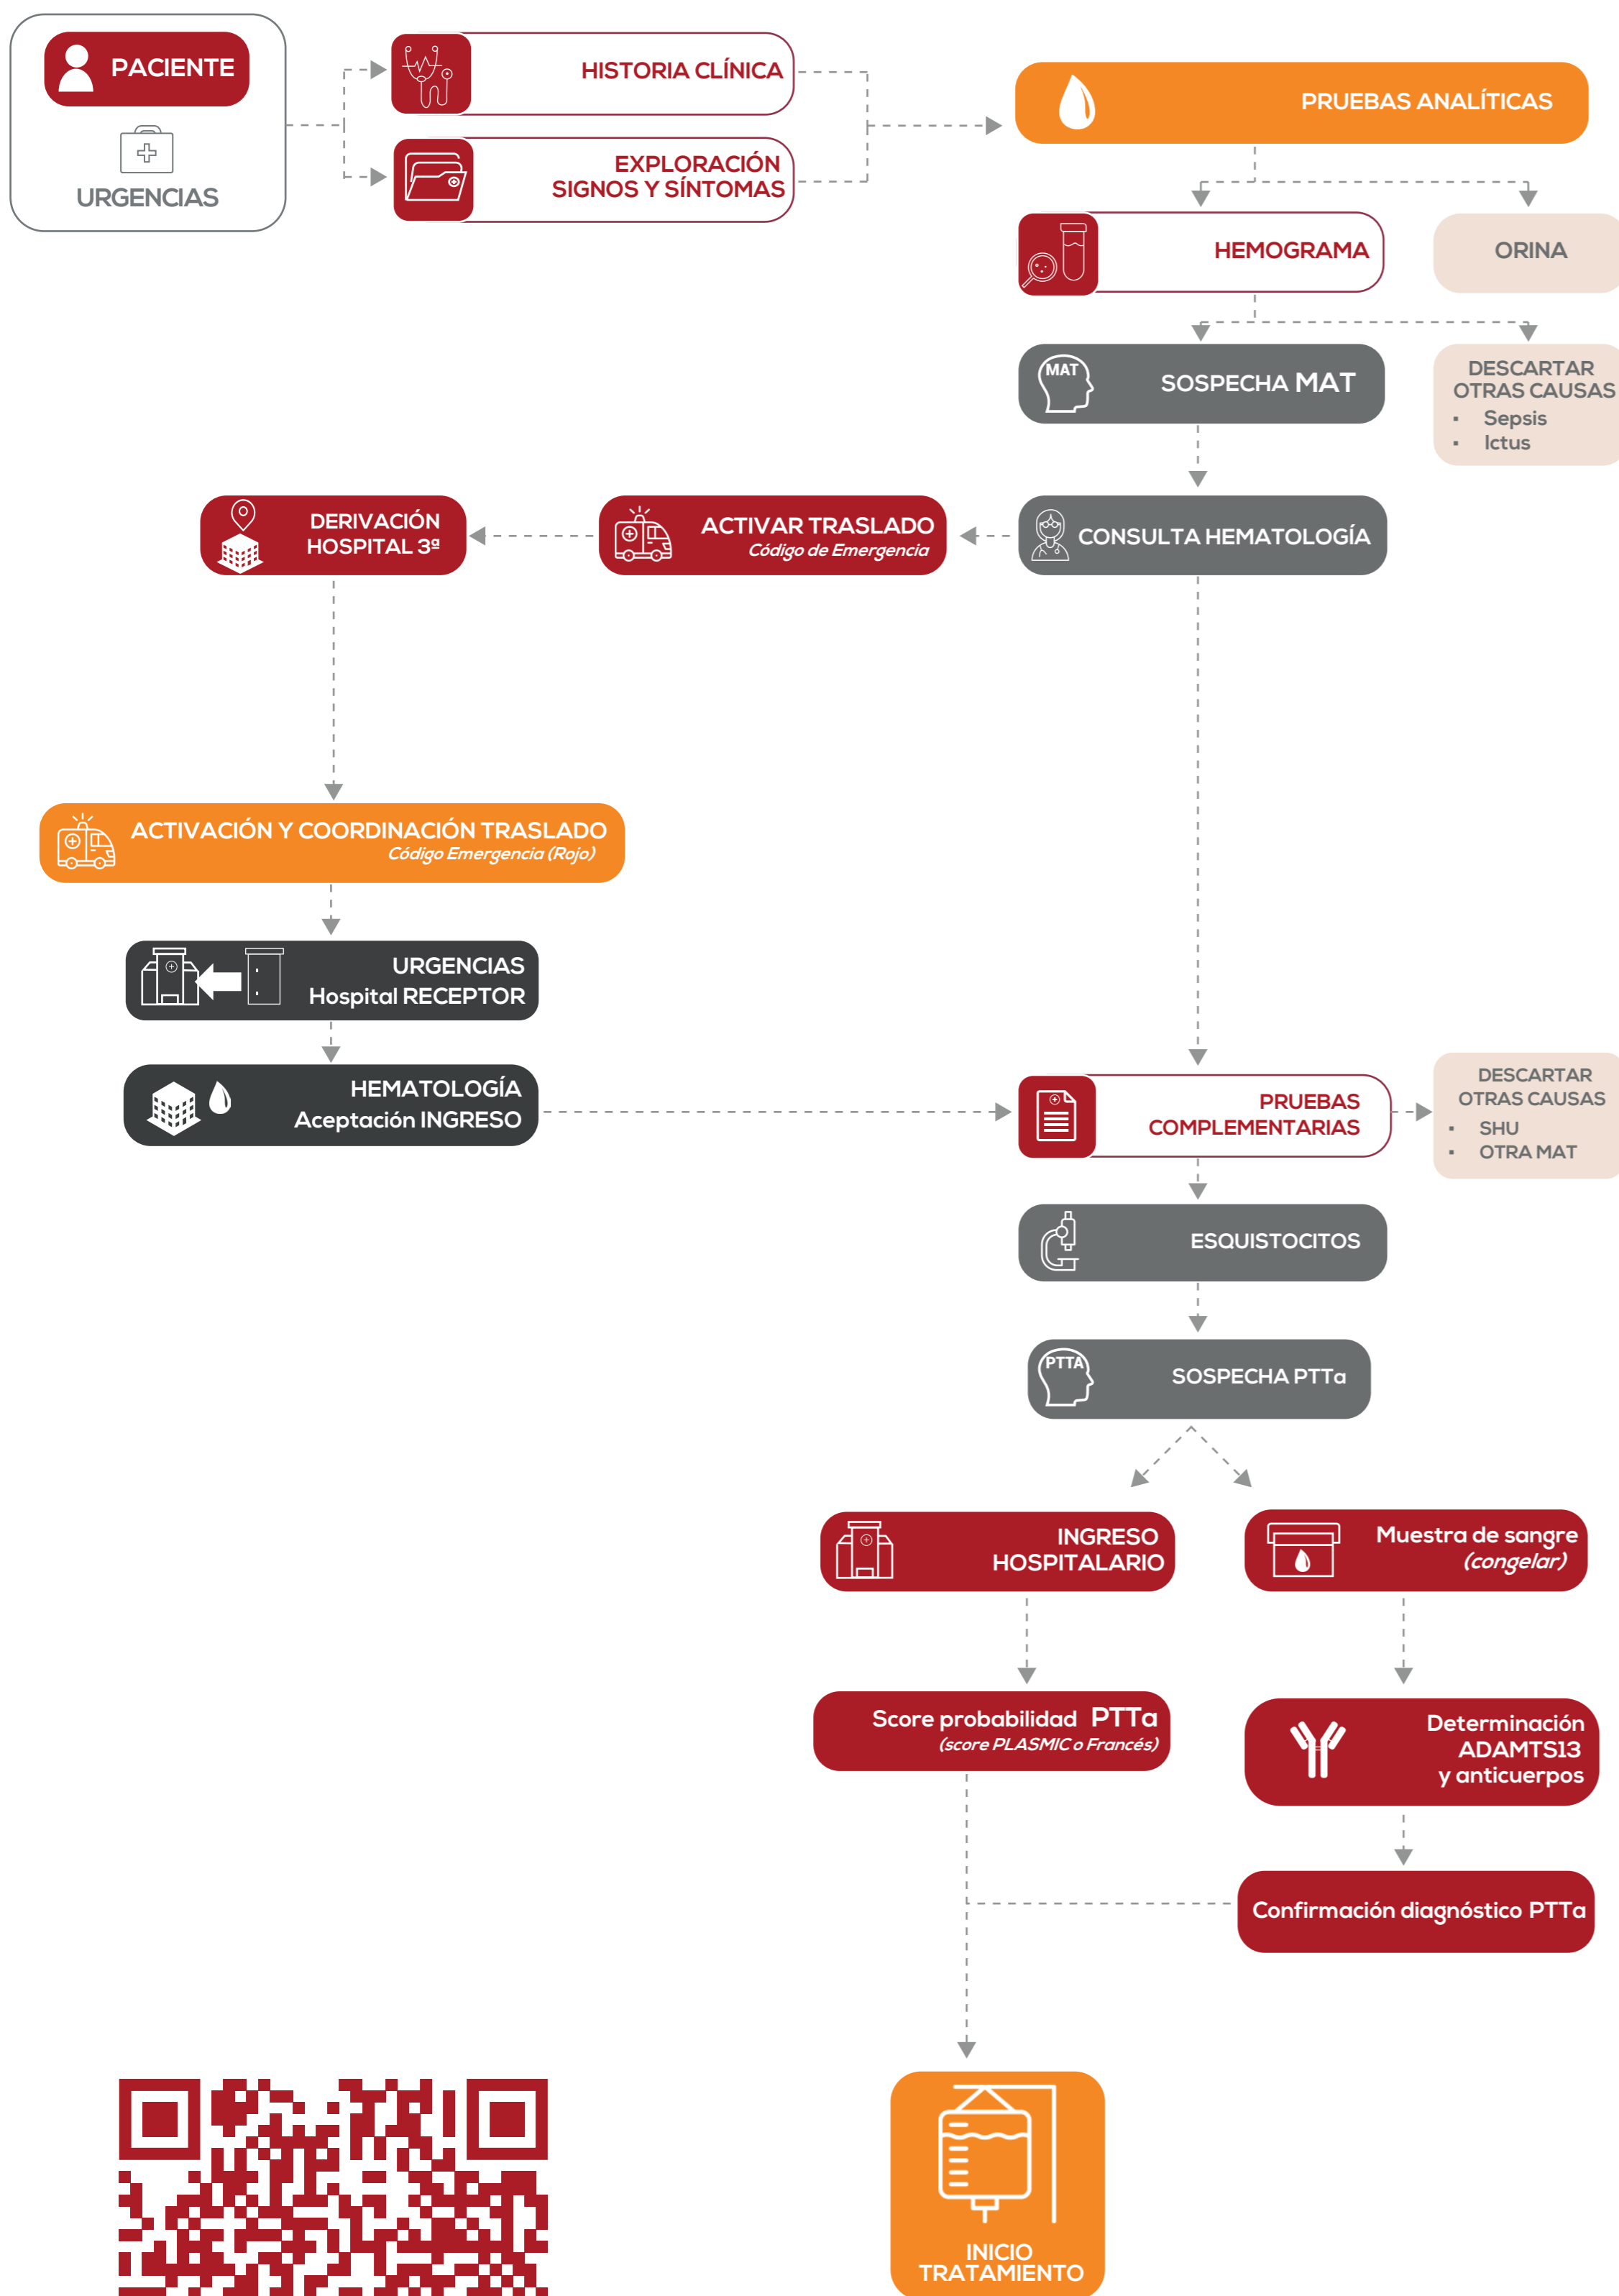 PACIENTE
URGENCIAS
HISTORIA CLÍNICA
EXPLORACIÓN
SIGNOS Y SÍNTOMAS
PRUEBAS ANALÍTICAS
HEMOGRAMA
ORINA
MAT
SOSPECHA MAT
DESCARTAR
OTRAS CAUSAS
▪ Sepsis
▪ Ictus
CONSULTA HEMATOLOGÍA
ACTIVAR TRASLADO
Código de Emergencia
DERIVACIÓN
HOSPITAL 3ª
ACTIVACIÓN Y COORDINACIÓN TRASLADO
Código Emergencia (Rojo)
URGENCIAS
Hospital RECEPTOR
HEMATOLOGÍA
Aceptación INGRESO
PRUEBAS
COMPLEMENTARIAS
DESCARTAR
OTRAS CAUSAS
▪ SHU
▪ OTRA MAT
ESQUISTOCITOS
PTTA
SOSPECHA PTTa
INGRESO
HOSPITALARIO
Muestra de sangre
(congelar)
Score probabilidad PTTa
(score PLASMIC o Francés)
Determinación
ADAMTS13
y anticuerpos
Confirmación diagnóstico PTTa
INICIO
TRATAMIENTO